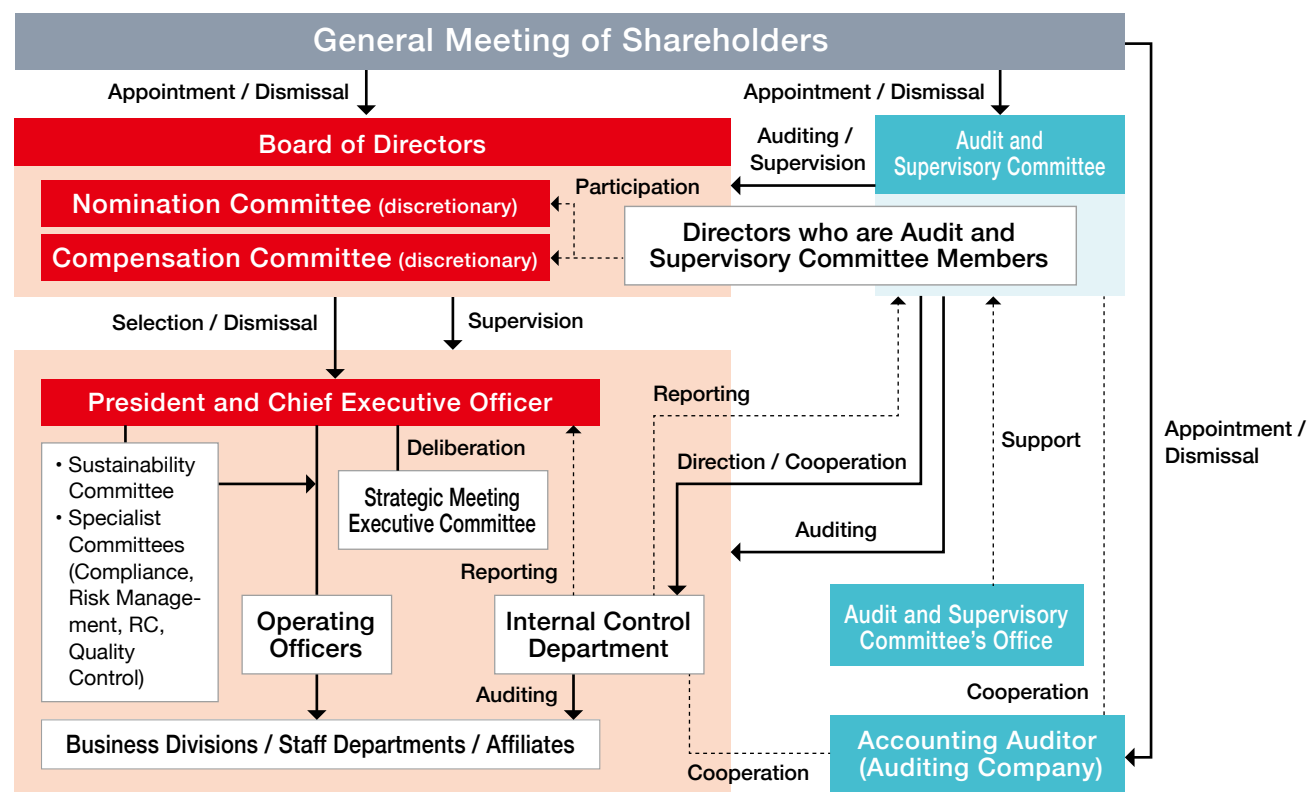 General Meeting of Shareholders
Appointment / Dismissal
Appointment / Dismissal
Board of Directors
Auditing /
Supervision
Audit and
Supervisory Committee
Participation
Nomination Committee (discretionary)
Compensation Committee (discretionary)
Directors who are Audit and
Supervisory Committee Members
Selection / Dismissal
Supervision
President and Chief Executive Officer
Reporting
Deliberation
Support
Appointment /
Dismissal
• Sustainability
Committee
• Specialist
Committees
(Compliance,
Risk Manage-
ment, RC,
Quality
Control)
Direction / Cooperation
Strategic Meeting
Executive Committee
Auditing
Reporting
Operating
Officers
Internal Control
Department
Audit and Supervisory
Committee's Office
Auditing
Cooperation
Business Divisions / Staff Departments / Affiliates
Cooperation
Accounting Auditor
(Auditing Company)